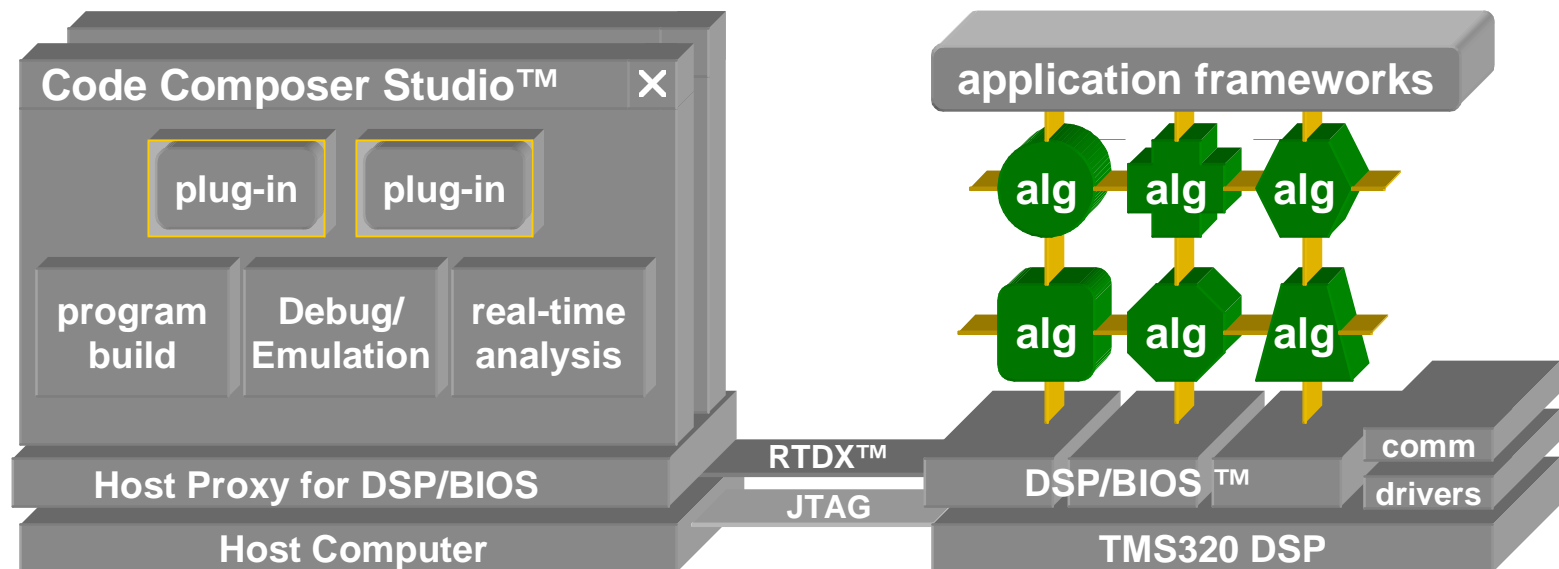 Code Composer Studio™
plug-in
plug-in
program
build
Debug/
Emulation
real-time
analysis
Host Proxy for DSP/BIOS
Host Computer
RTDX™
JTAG
application frameworks
alg
alg
alg
alg
alg
alg
DSP/BIOS ™
comm
drivers
TMS320 DSP